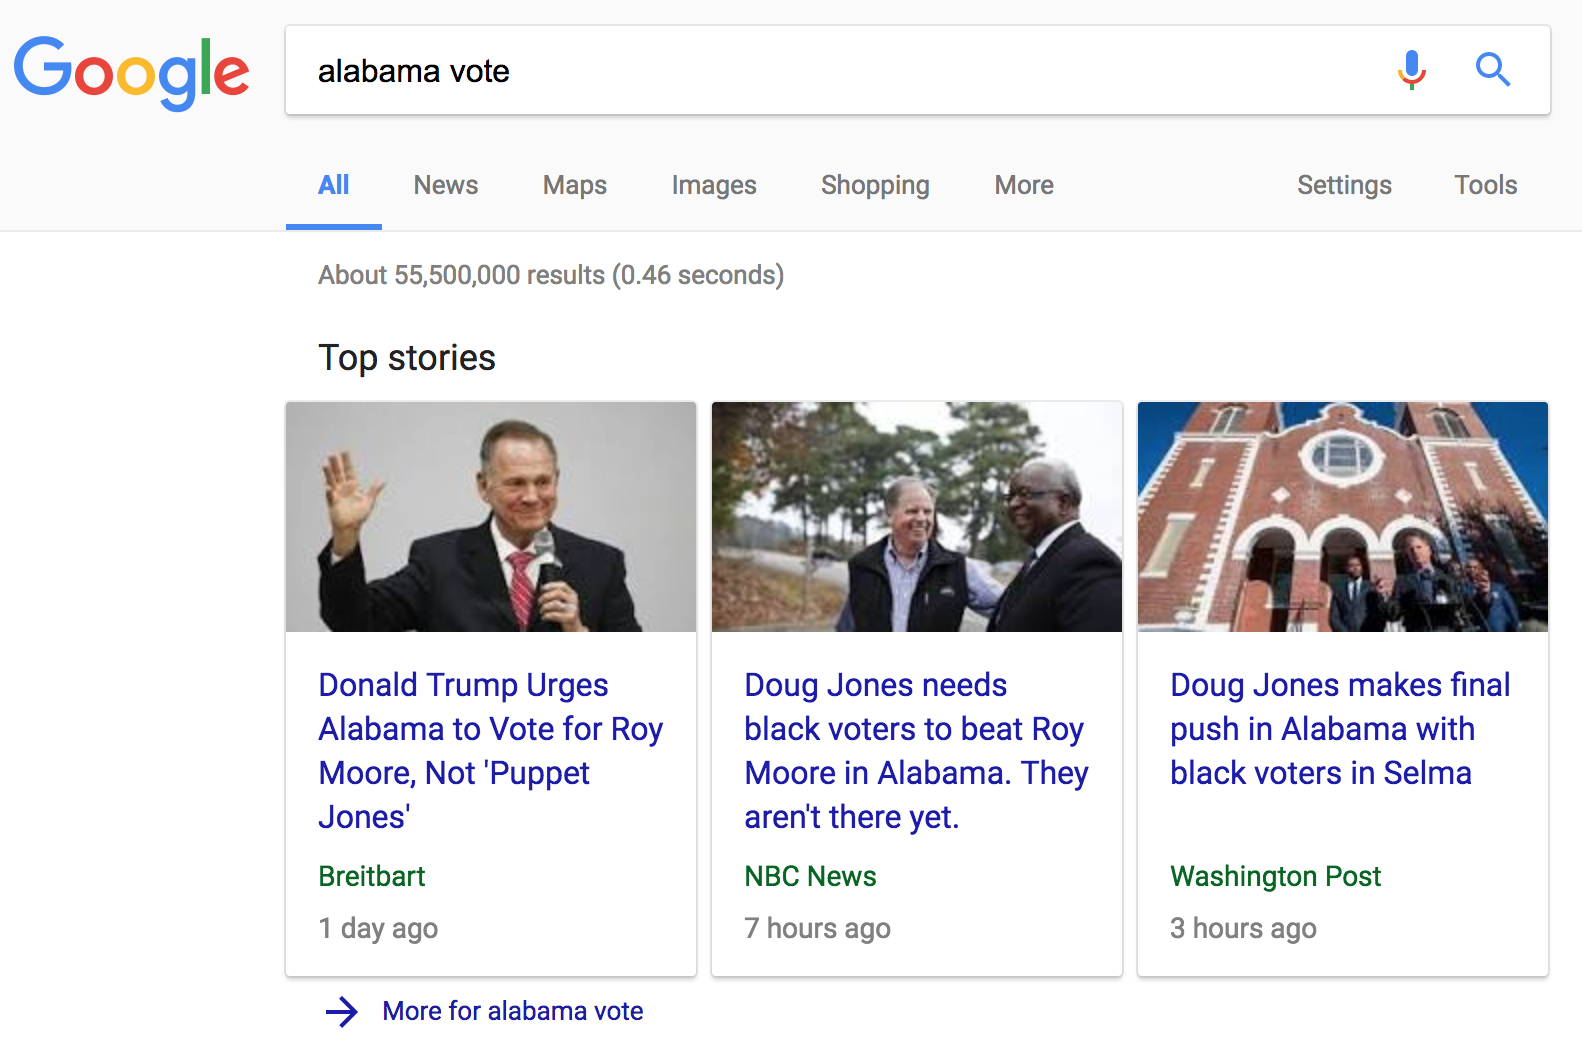 Google
alabama vote
All News Maps Images Shopping More Settings Tools
About 55,500,000 results (0.46 seconds)
Top stories
Donald Trump Urges
Alabama to Vote for Roy
Moore, Not 'Puppet
Jones'
Breitbart
1 day ago
Doug Jones needs
black voters to beat Roy
Moore in Alabama. They
aren't there yet.
NBC News
7 hours ago
Doug Jones makes final
push in Alabama with
black voters in Selma
Washington Post
3 hours ago
More for alabama vote